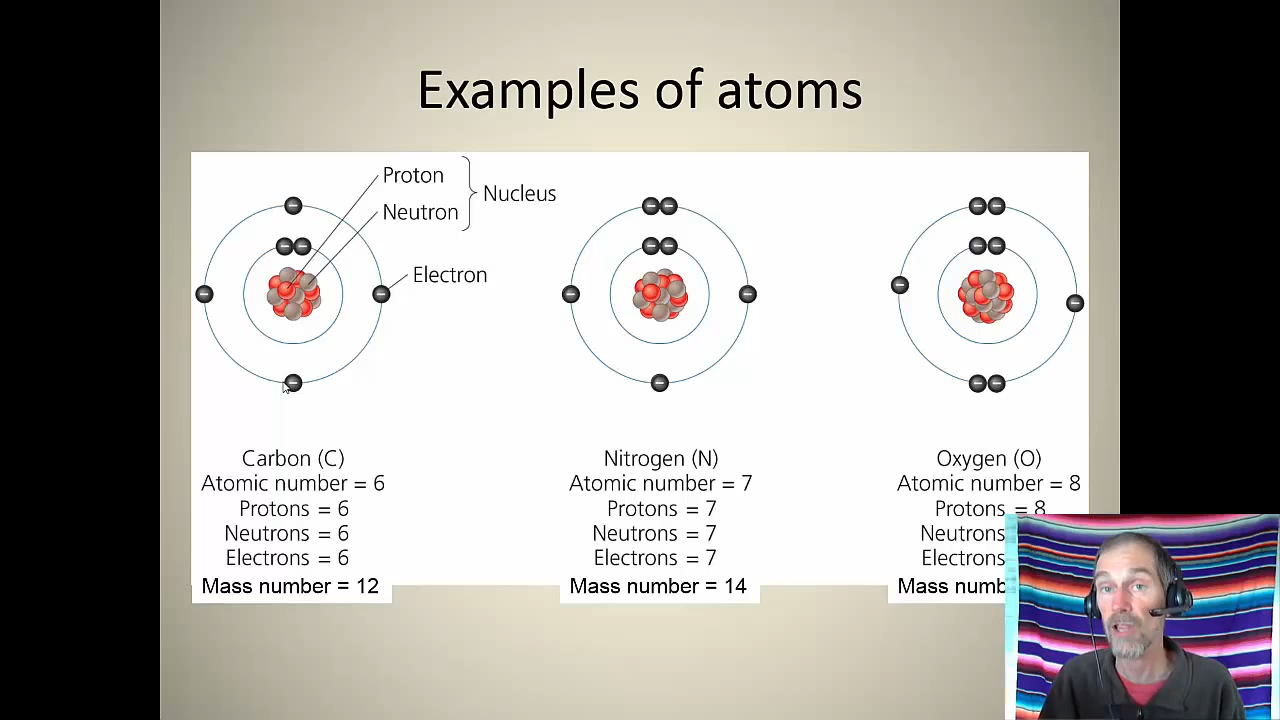 Examples of atoms
Proton
Neutron
Nucleus
Electron
Carbon (C)
Atomic number = 6
Protons = 6
Neutrons = 6
Electrons = 6
Mass number = 12
Nitrogen (N)
Atomic number = 7
Protons = 7
Neutrons = 7
Electrons = 7
Mass number = 14
Oxygen (O)
Atomic number = 8
Protons = 8
Neutrons
Electrons
Mass